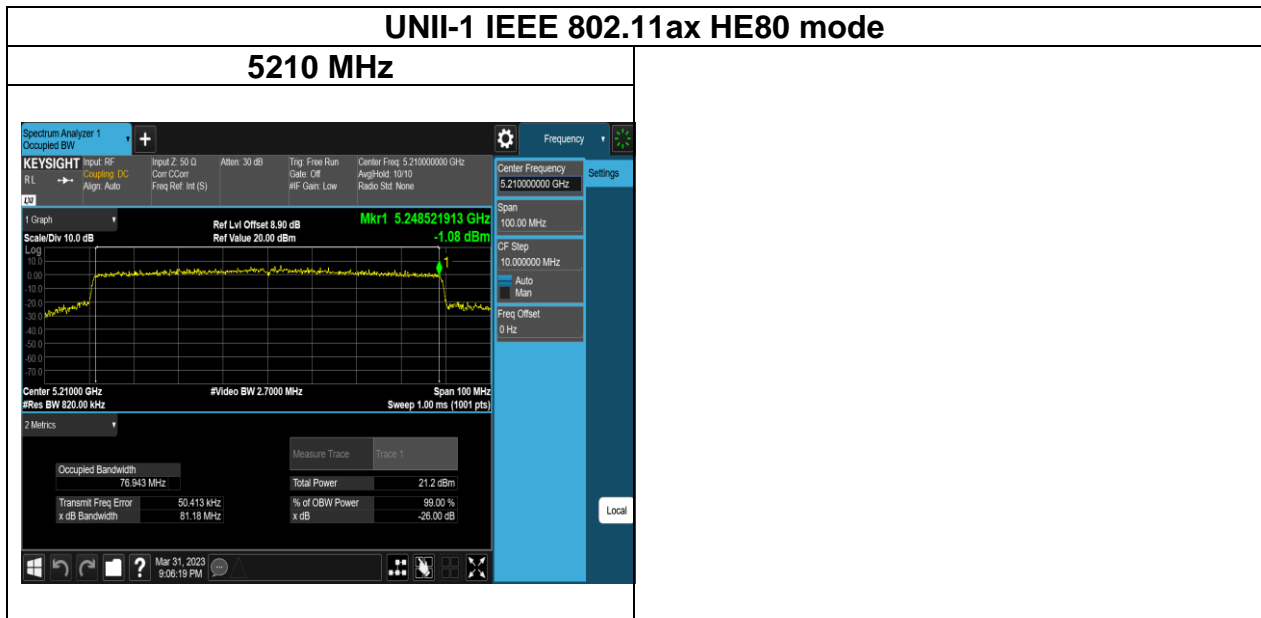 UNII-1 IEEE 802.11ax HE80 mode
5210 MHz
Spectrum Analyzer 1
Occupied BW
Frequency
KEYSIGHT
RL
LXI
Input: RF
Coupling: DC
Align: Auto
Input Z: 50 Ω
Corr CCorr
Freq Ref: Int (S)
Atten: 30 dB
Trig: Free Run
Gate: Off
#IF Gain: Low
Center Freq: 5.210000000 GHz
Avg|Hold: 10/10
Radio Std: None
Center Frequency
5.210000000 GHz
Settings
Span
100.00 MHz
CF Step
10.000000 MHz
Auto
Man
Freq Offset
0 Hz
Local
1 Graph
Scale/Div 10.0 dB
Ref Lvl Offset 8.90 dB
Ref Value 20.00 dBm
Mkr1 5.248521913 GHz
-1.08 dBm
Log
10.0
0.00
-10.0
-20.0
-30.0
-40.0
-50.0
-60.0
-70.0
1
Center 5.21000 GHz
#Res BW 820.00 kHz
#Video BW 2.7000 MHz
Span 100 MHz
Sweep 1.00 ms (1001 pts)
2 Metrics
Measure Trace Trace 1
Occupied Bandwidth
76.943 MHz
Total Power 21.2 dBm
Transmit Freq Error 50.413 kHz
% of OBW Power 99.00 %
x dB Bandwidth 81.18 MHz
x dB -26.00 dB
?
Mar 31, 2023
9:06:19 PM